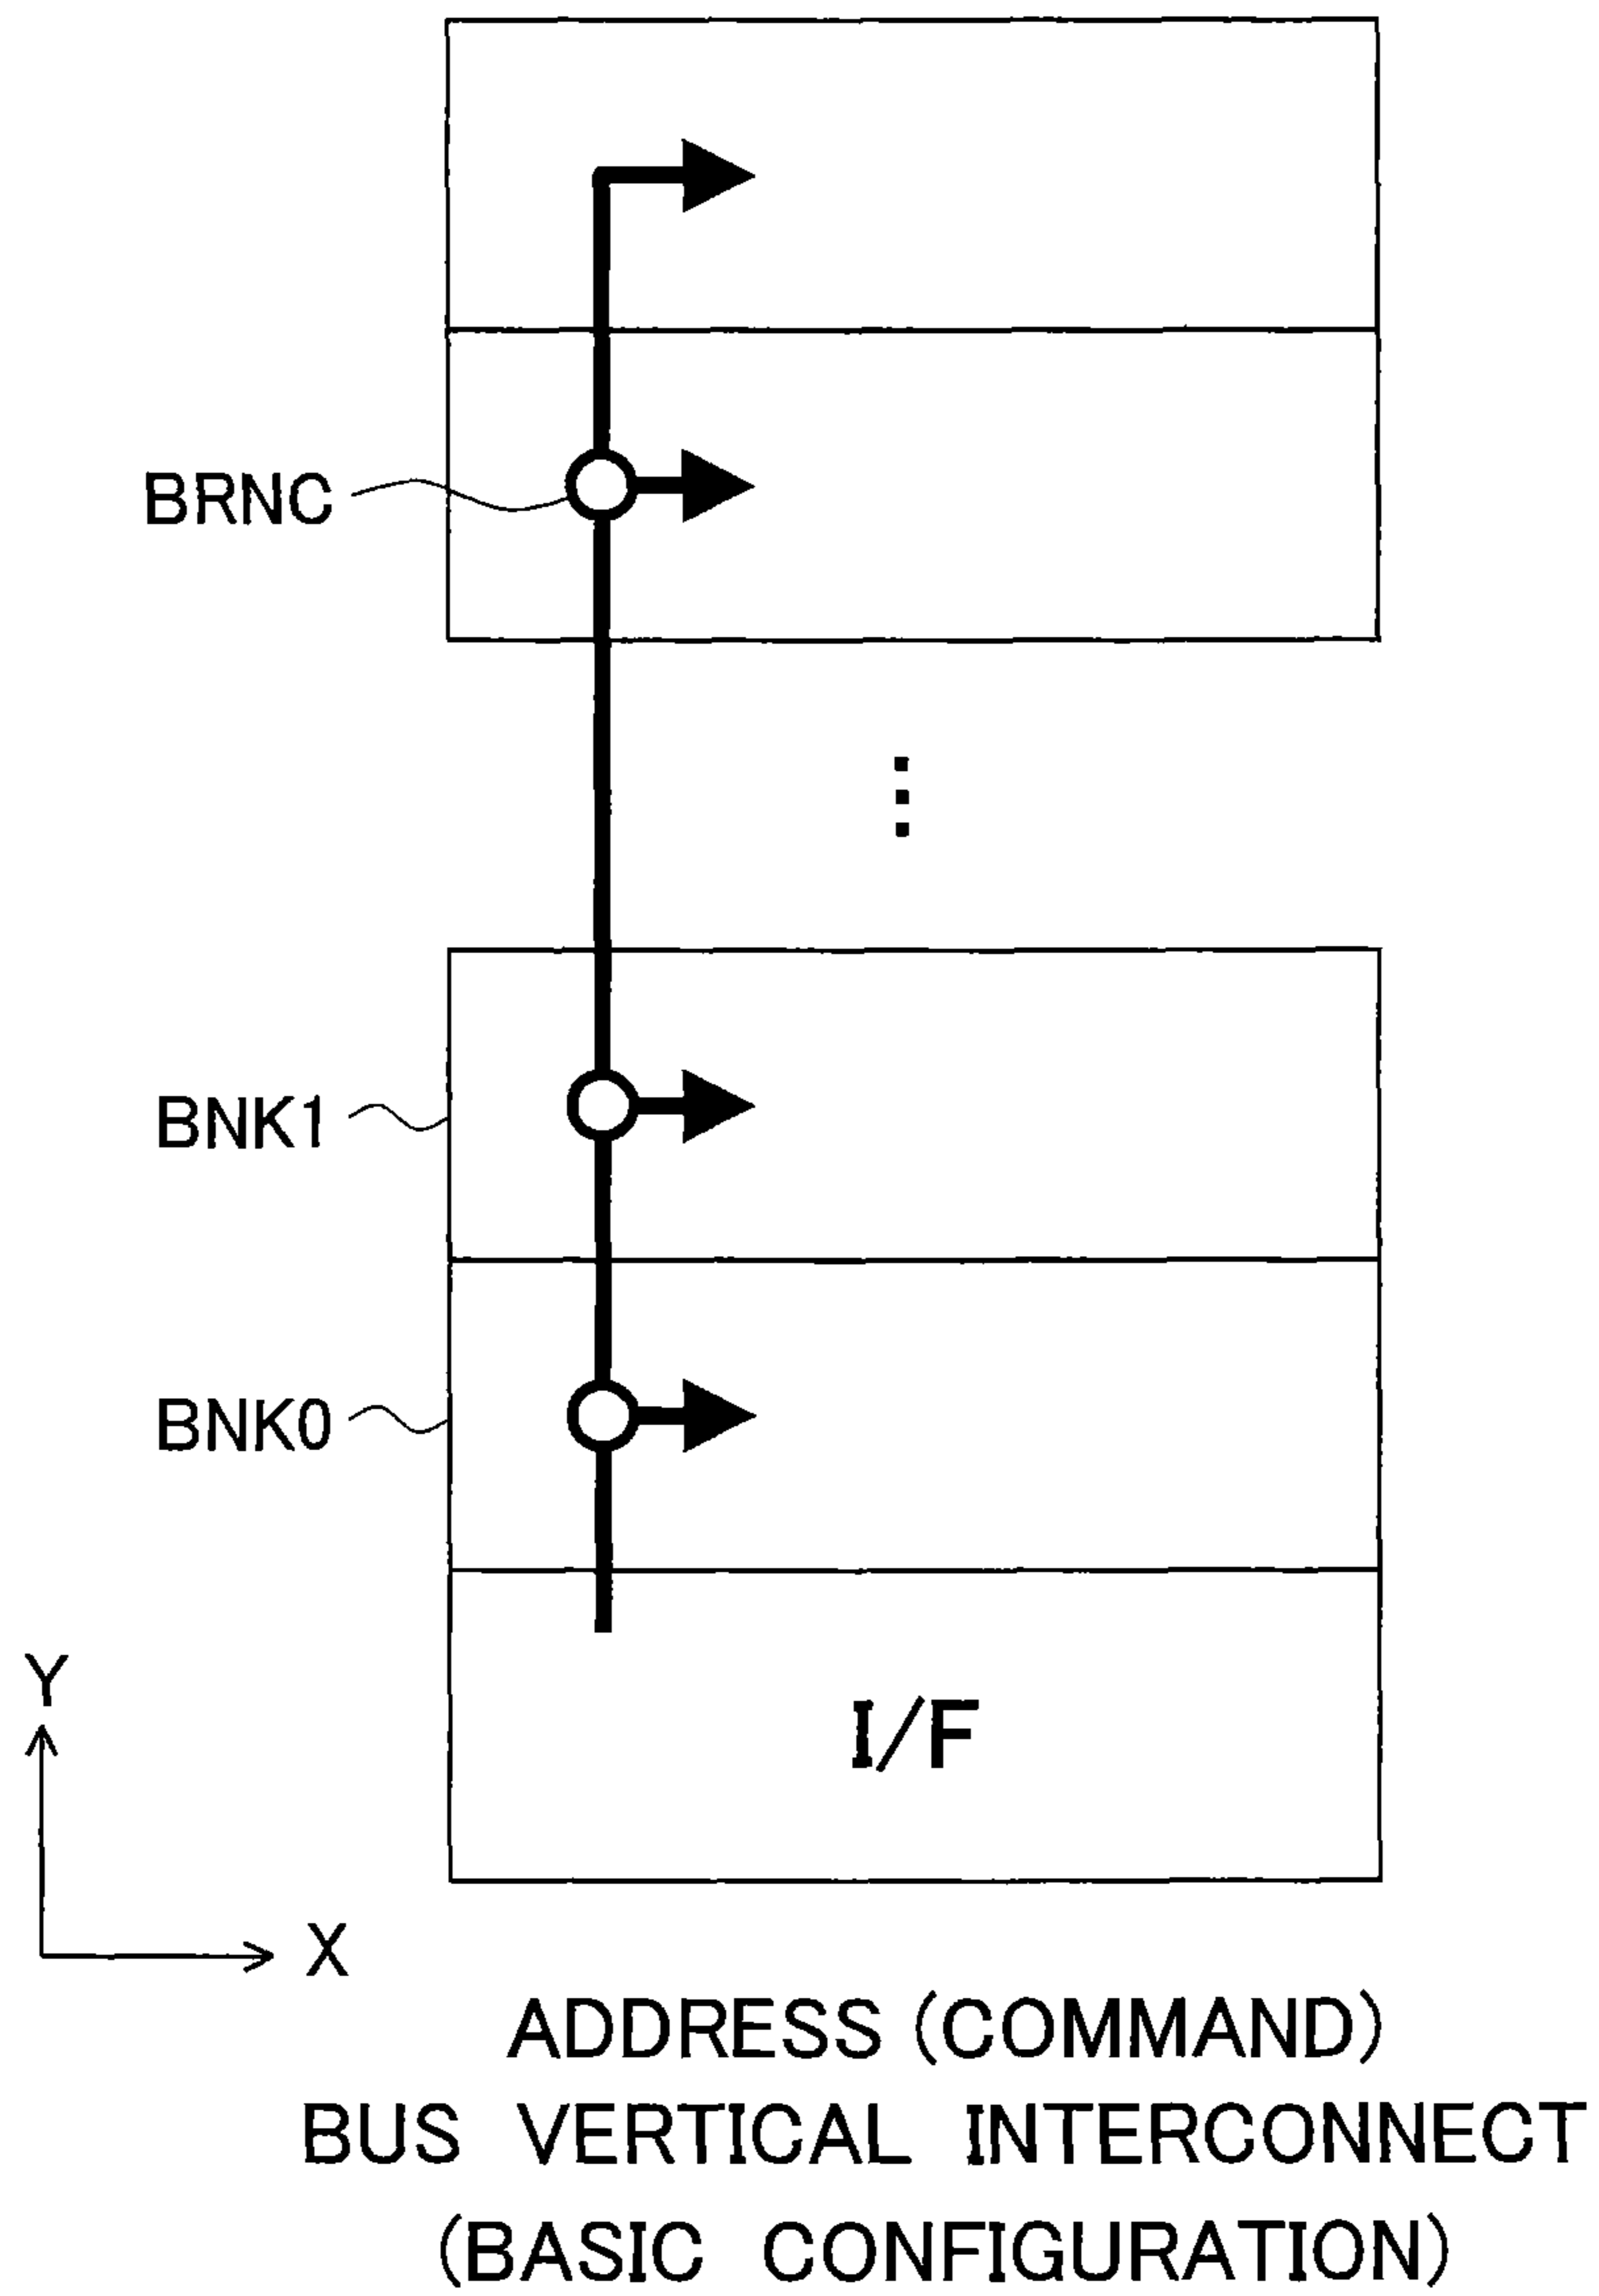 BRNC
BNK1
BNK0
I/F
Y
X
ADDRESS (COMMAND)
BUS VERTICAL INTERCONNECT
(BASIC CONFIGURATION)